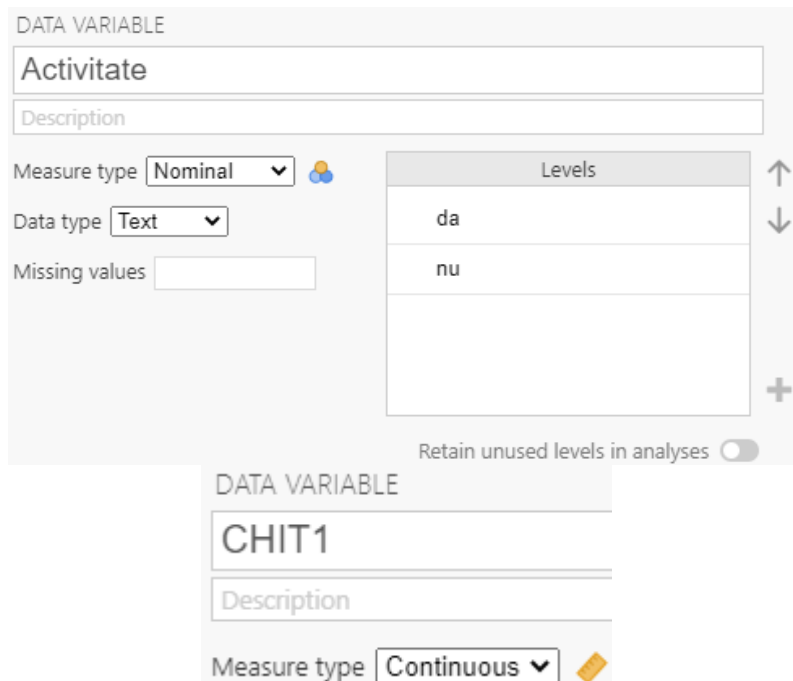 DATA VARIABLE
Activitate
Description
Measure type Nominal
Levels
Data type Text
da
Missing values
nu
Retain unused levels in analyses
DATA VARIABLE
CHIT1
Description
Measure type Continuous